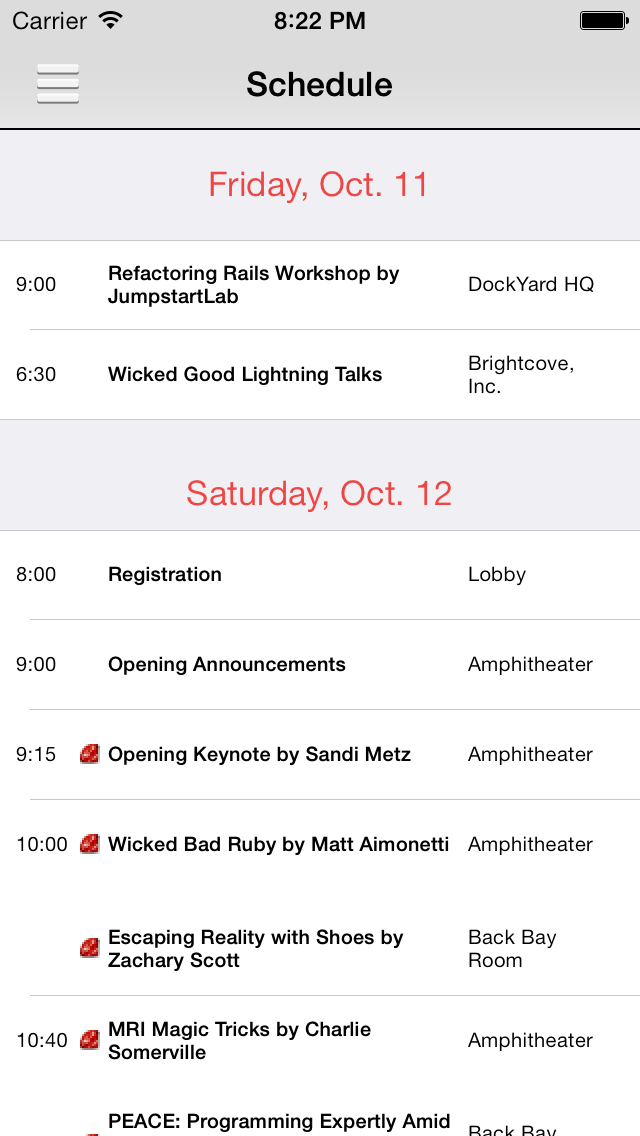 Carrier 8:22 PM
Schedule
Friday, Oct. 11
9:00 Refactoring Rails Workshop by JumpstartLab DockYard HQ
6:30 Wicked Good Lightning Talks Brightcove, Inc.
Saturday, Oct. 12
8:00 Registration Lobby
9:00 Opening Announcements Amphitheater
9:15 Opening Keynote by Sandi Metz Amphitheater
10:00 Wicked Bad Ruby by Matt Aimonetti Amphitheater
Escaping Reality with Shoes by Zachary Scott Back Bay Room
10:40 MRI Magic Tricks by Charlie Somerville Amphitheater
PEACE: Programming Expertly Amid Back Bay